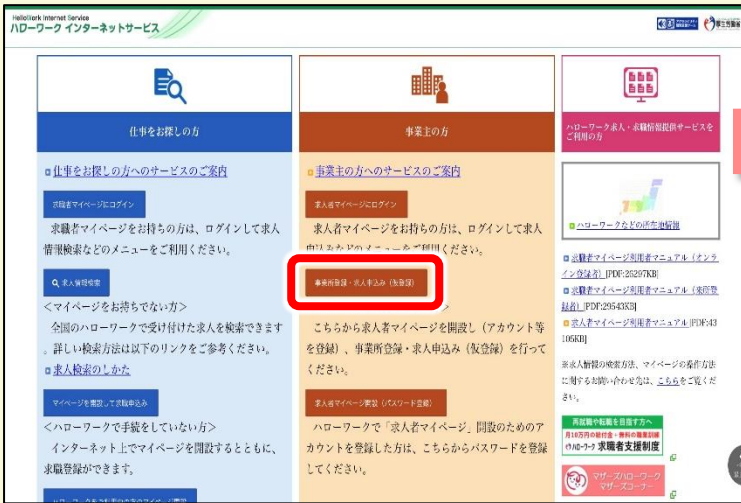 HelloWork Internet Service
ハローワーク インターネットサービス
仕事をお探しの方
仕事をお探しの方へのサービスのご案内
求職者マイページにログイン
求職者マイページをお持ちの方は、ログインして求人
情報検索などのメニューをご利用ください。
求人情報検索
＜マイページをお持ちでない方＞
全国のハローワークで受け付けた求人を検索できます
。詳しい検索方法は以下のリンクをご参考ください。
求人検索のしかた
マイページを開設して求職申込み
＜ハローワークで手続をしていない方＞
インターネット上でマイページを開設するとともに、
求職登録ができます。
事業主の方
事業主の方へのサービスのご案内
求人者マイページにログイン
求人者マイページをお持ちの方は、ログインして求人
申込みなどのメニューをご利用ください。
事業所登録・求人申込み（仮登録）
＞
こちらから求人者マイページを開設し（アカウント等
を登録）、事業所登録・求人申込み（仮登録）を行って
ください。
求人者マイページ開設（パスワード登録）
ハローワークで「求人者マイページ」開設のためのア
カウントを登録した方は、こちらからパスワードを登録
してください。
ハローワーク求人・求職情報提供サービスを
ご利用の方
ハローワークなどの所在地情報
求職者マイページ利用者マニュアル（オンラ
イン登録者）[PDF:26297KB]
求職者マイページ利用者マニュアル（来所登
録者）[PDF:29543KB]
求人者マイページ利用者マニュアル[PDF:43
105KB]
※求人情報の検索方法、マイページの操作方法
に関するお問い合わせ先は、こちらをご覧くだ
さい。
再就職や転職を目指す方へ
月10万円の給付金＋無料の職業訓練
ハローワーク 求職者支援制度
マザーズハローワーク
マザーズコーナー